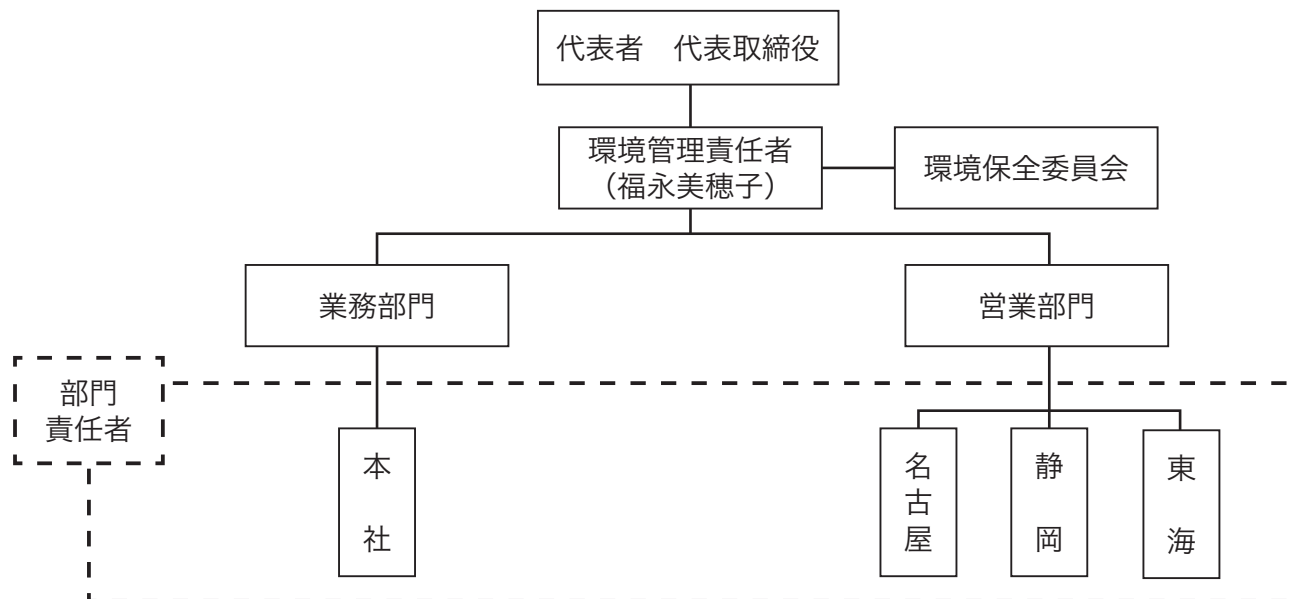 代表者　代表取締役
環境管理責任者
（福永美穂子）
環境保全委員会
業務部門
営業部門
部門
責任者
本社
名古屋
静岡
東海